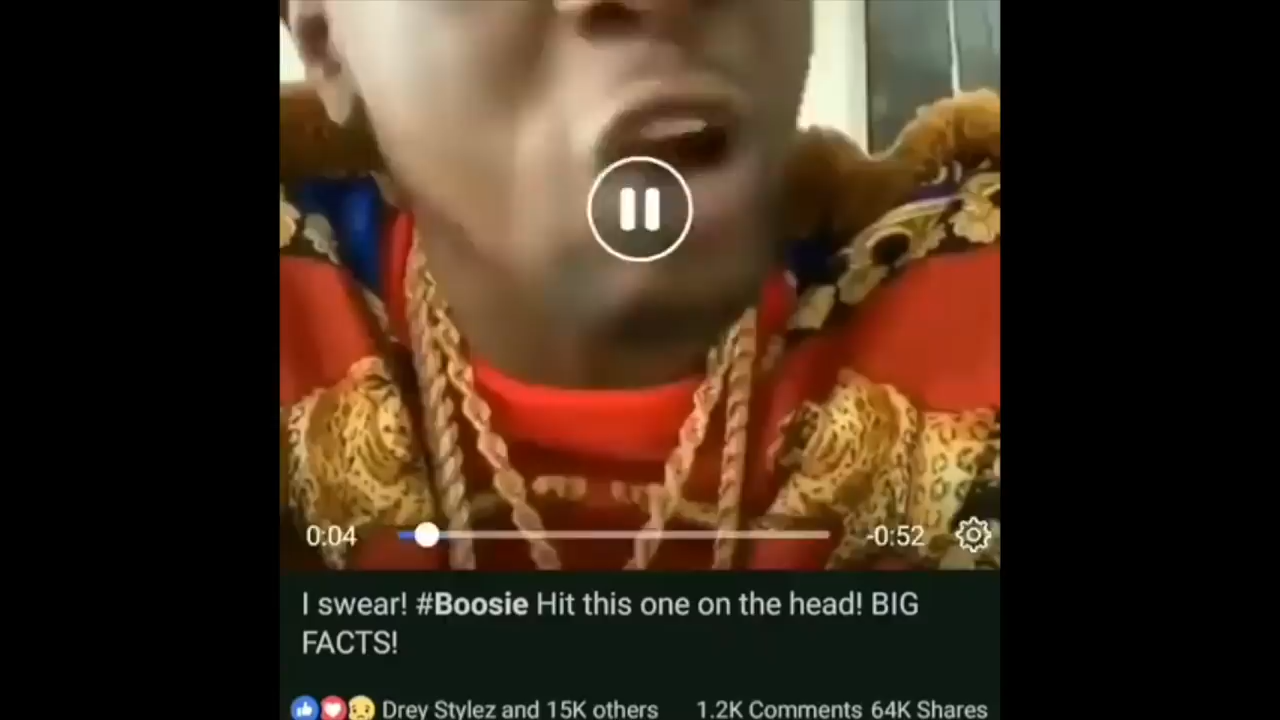 0:04 -0:52
I swear! #Boosie Hit this one on the head! BIG
FACTS!
Drey Stylez and 15K others 1.2K Comments 64K Shares